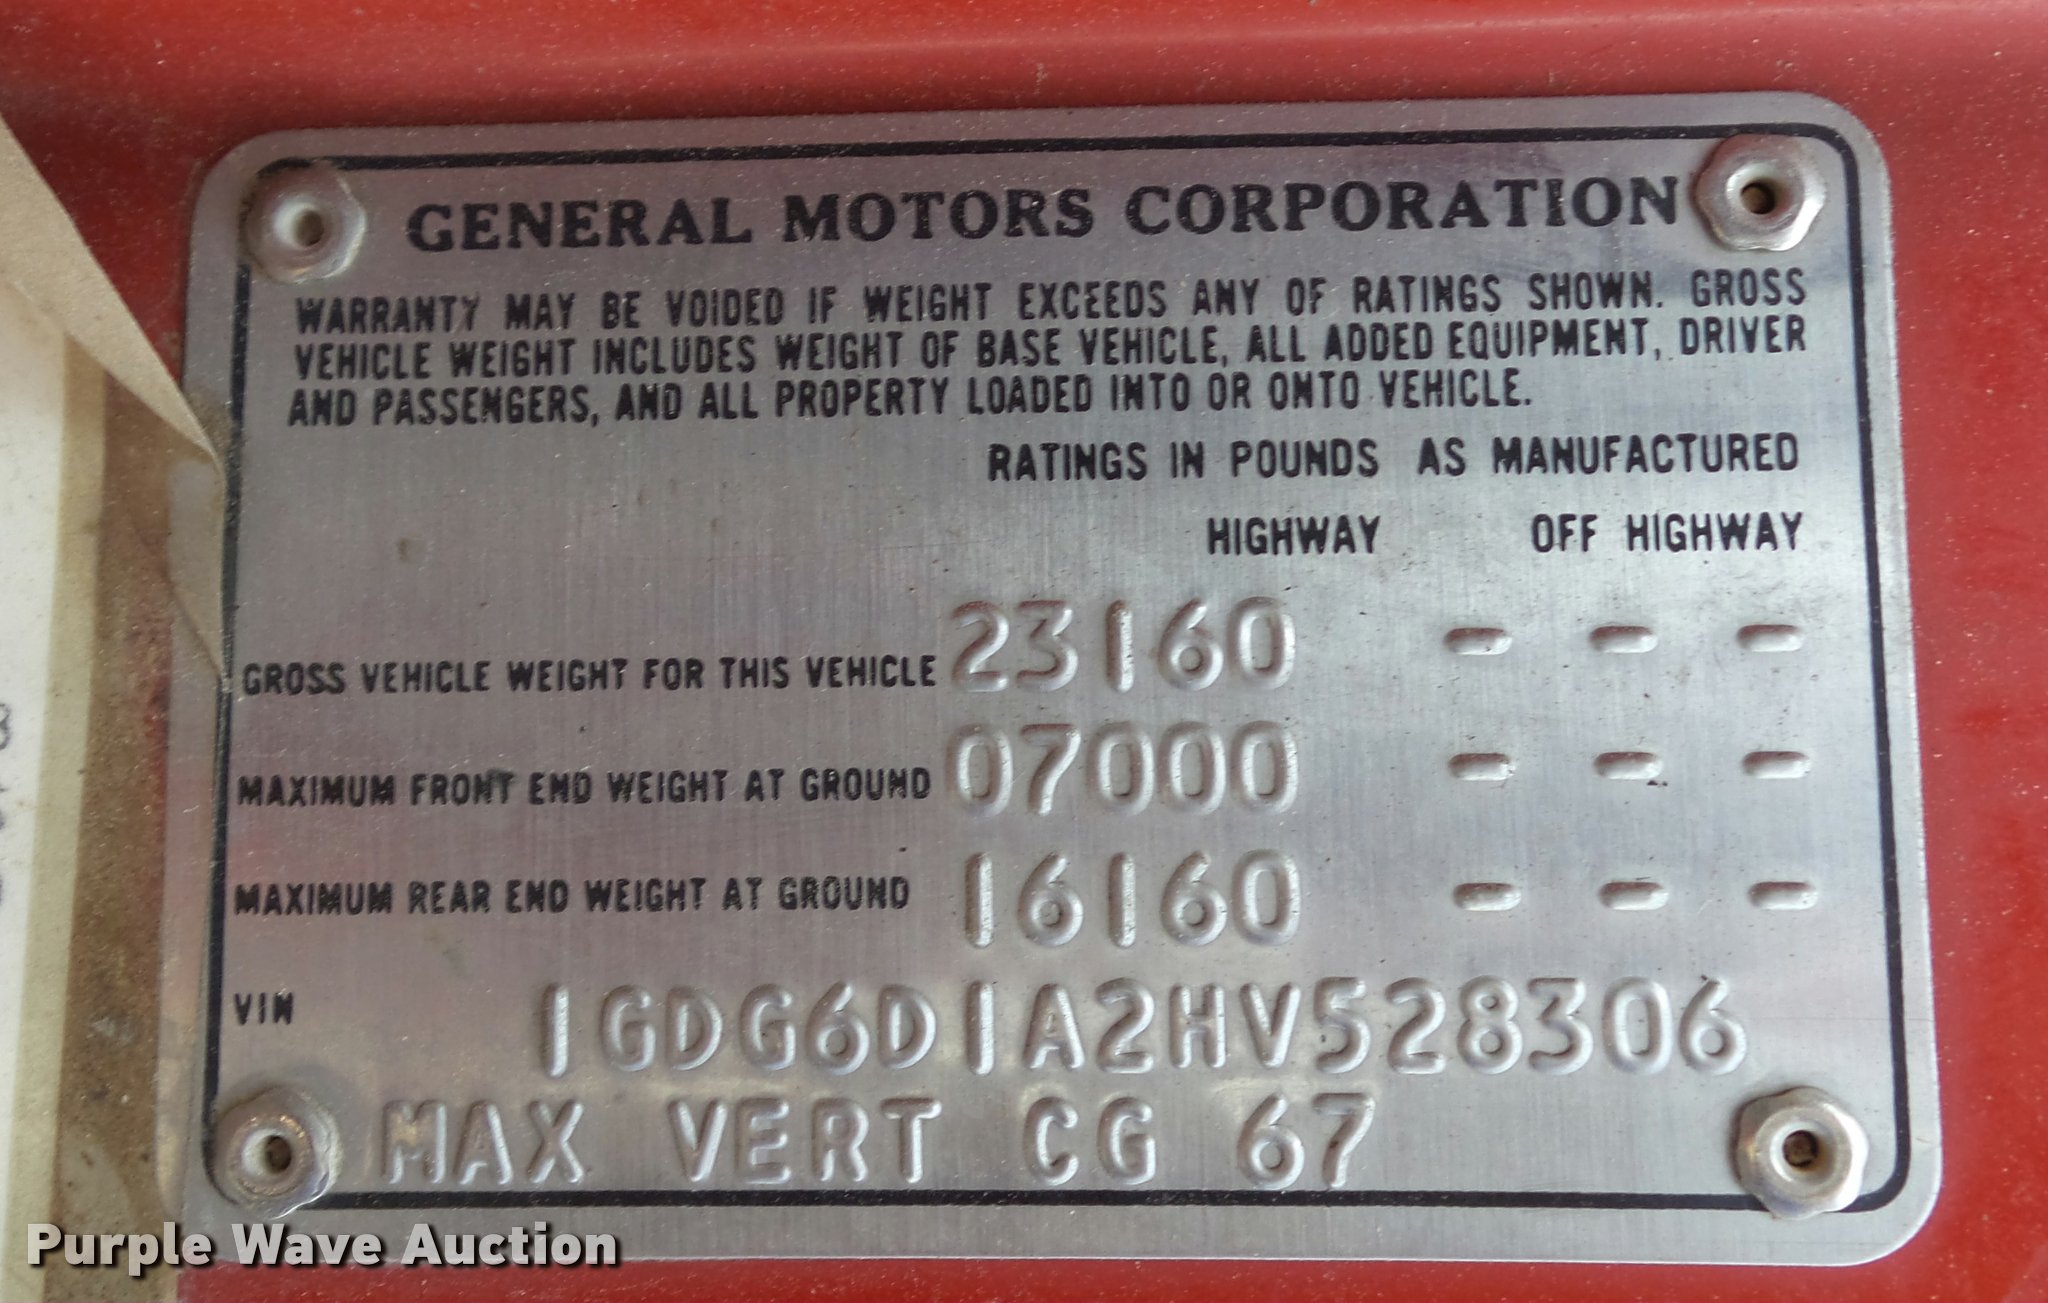 GENERAL MOTORS CORPORATION
WARRANTY MAY BE VOIDED IF WEIGHT EXCEEDS ANY OF RATINGS SHOWN. GROSS
VEHICLE WEIGHT INCLUDES WEIGHT OF BASE VEHICLE, ALL ADDED EQUIPMENT, DRIVER
AND PASSENGERS, AND ALL PROPERTY LOADED INTO OR ONTO VEHICLE.
RATINGS IN POUNDS AS MANUFACTURED
HIGHWAY OFF HIGHWAY
GROSS VEHICLE WEIGHT FOR THIS VEHICLE 23160 - - -
MAXIMUM FRONT END WEIGHT AT GROUND 07000 - - -
MAXIMUM REAR END WEIGHT AT GROUND 16160 - - -
VIN 1GDG6D1A2HV528306
MAX VERT CG 67
Purple Wave Auction